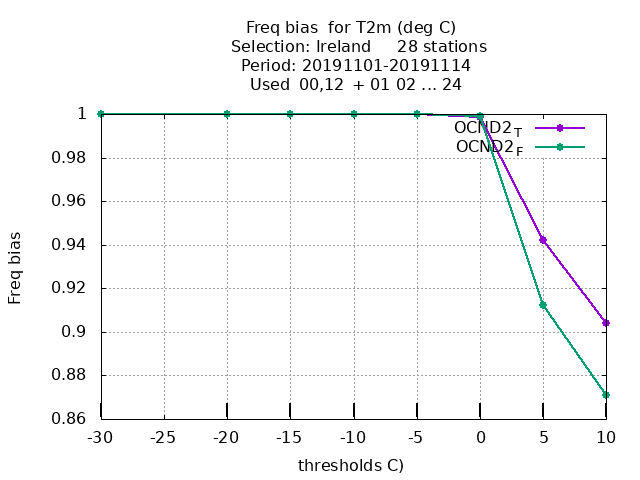 Freq bias  for T2m (deg C)
Selection: Ireland     28 stations
Period: 20191101-20191114
Used  00,12  + 01 02 ... 24
1
0.98
0.96
0.94
0.92
0.9
0.88
0.86
Freq bias
OCND2T
OCND2F
-30 -25 -20 -15 -10 -5 0 5 10
thresholds C)